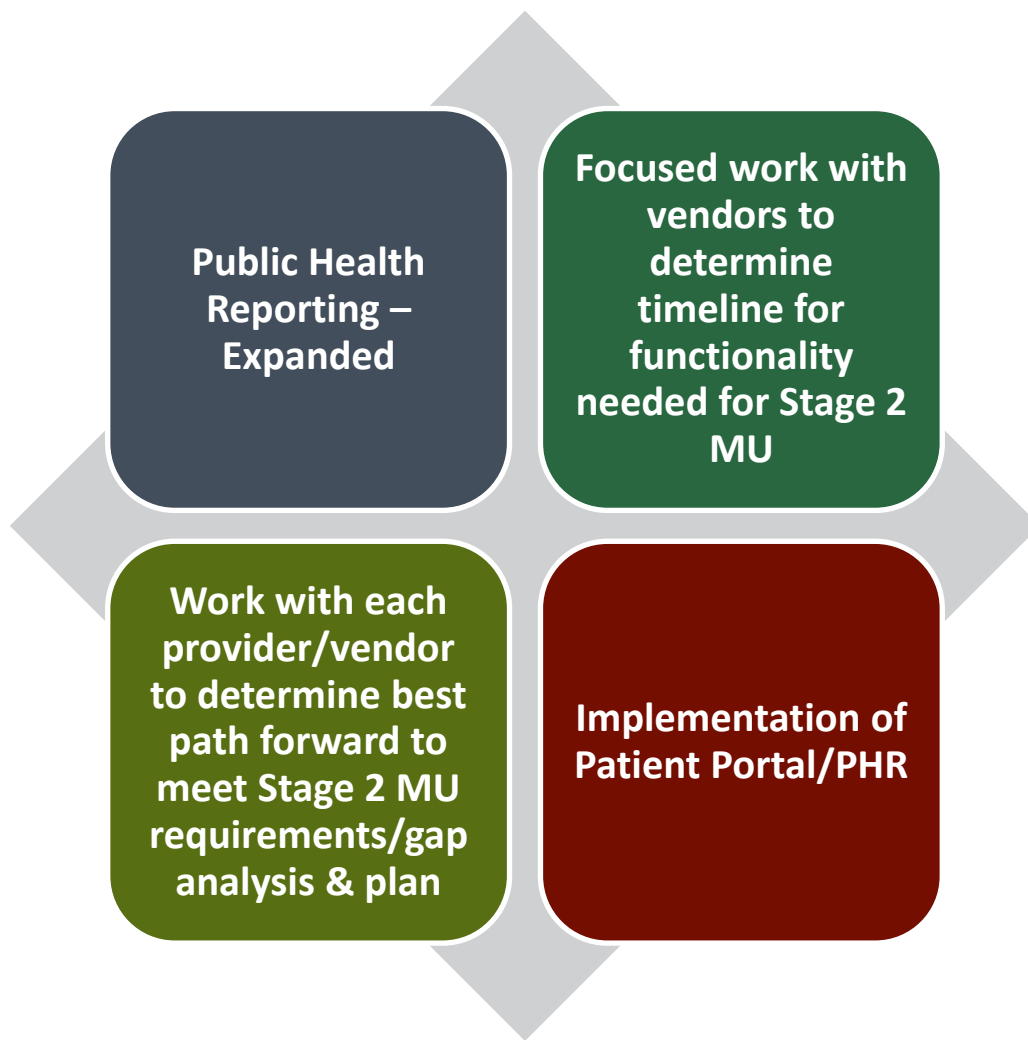 Public Health
Reporting –
Expanded
Focused work with
vendors to
determine
timeline for
functionality
needed for Stage 2
MU
Work with each
provider/vendor
to determine best
path forward to
meet Stage 2 MU
requirements/gap
analysis & plan
Implementation of
Patient Portal/PHR